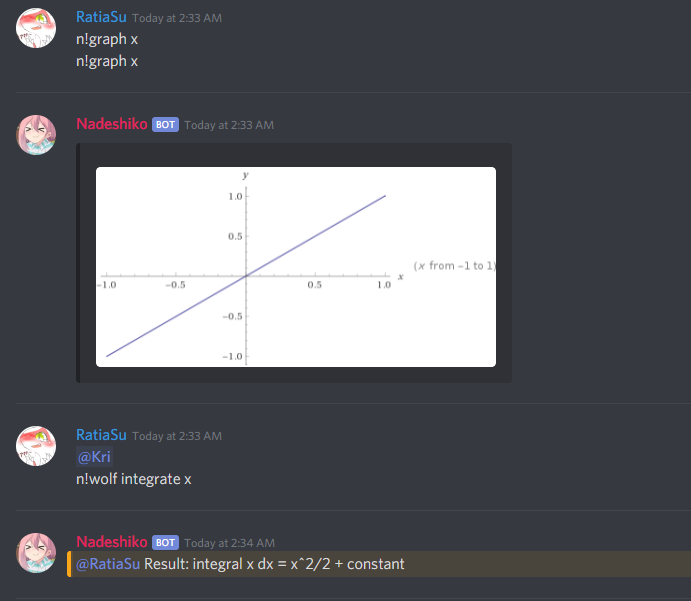 RatiaSu Today at 2:33 AM
n!graph x
n!graph x
Nadeshiko BOT Today at 2:33 AM
y
1.0
0.5
(x from −1 to 1)
x
−1.0 −0.5 0.5 1.0
−0.5
−1.0
RatiaSu Today at 2:33 AM
@Kri
n!wolf integrate x
Nadeshiko BOT Today at 2:34 AM
@RatiaSu Result: integral x dx = x^2/2 + constant